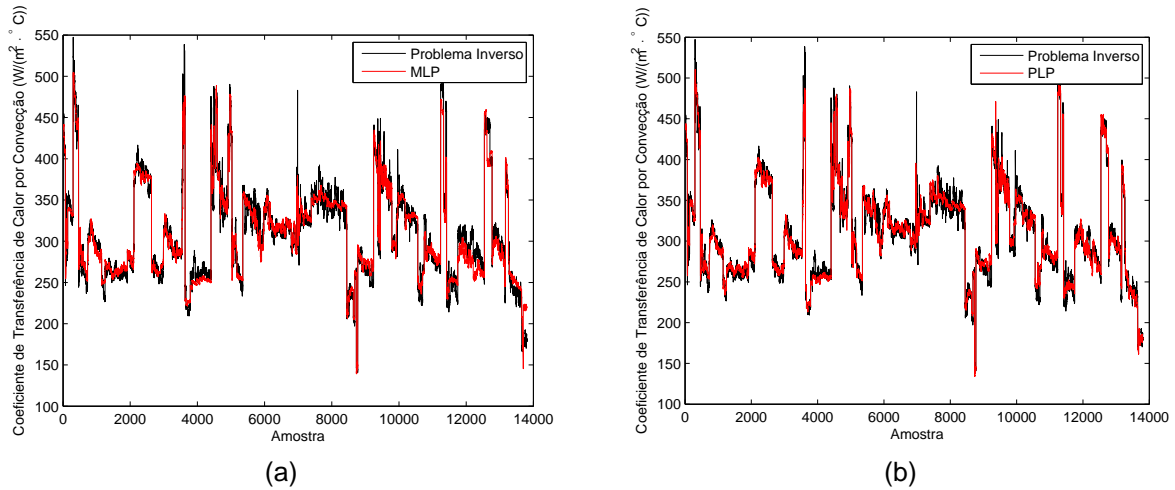 Coeficiente de Transferência de Calor por Convecção (W/(m² · °C))
550
500
450
400
350
300
250
200
150
100
0 2000 4000 6000 8000 10000 12000 14000
Amostra
Problema Inverso
MLP
(a)
Coeficiente de Transferência de Calor por Convecção (W/(m² · °C))
550
500
450
400
350
300
250
200
150
100
0 2000 4000 6000 8000 10000 12000 14000
Amostra
Problema Inverso
PLP
(b)